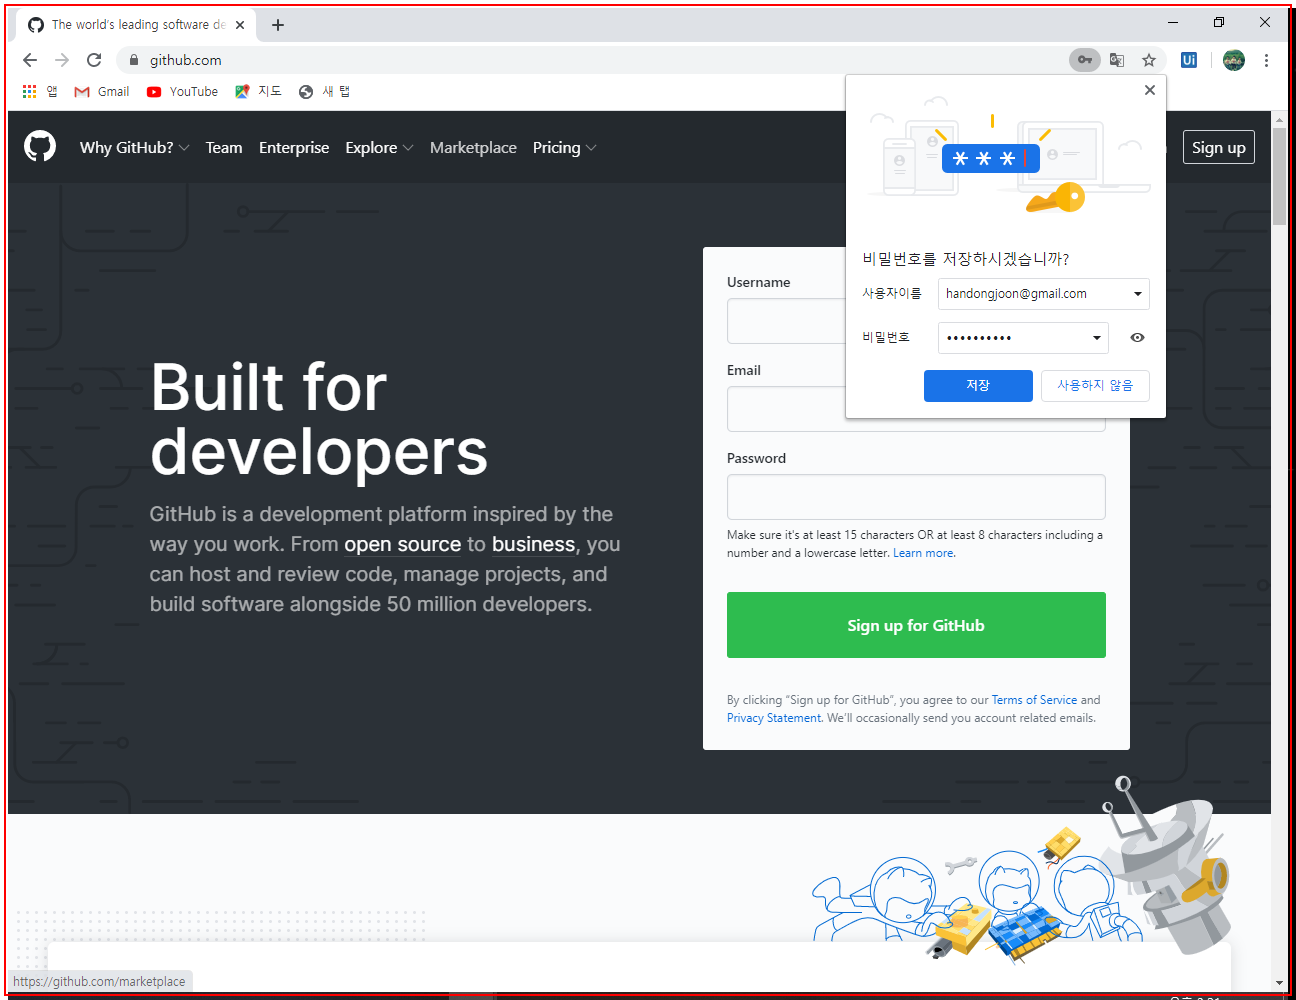 The world's leading software de
github.com
앱
Gmail
YouTube
지도
새 탭
Ui
Why GitHub?
Team
Enterprise
Explore
Marketplace
Pricing
Sign up
* * *
비밀번호를 저장하시겠습니까?
사용자이름
handongjoon@gmail.com
비밀번호
••••••••••
저장
사용하지 않음
Built for
developers
GitHub is a development platform inspired by the
way you work. From open source to business, you
can host and review code, manage projects, and
build software alongside 50 million developers.
Username
Email
Password
Make sure it's at least 15 characters OR at least 8 characters including a
number and a lowercase letter. Learn more.
Sign up for GitHub
By clicking “Sign up for GitHub”, you agree to our Terms of Service and
Privacy Statement. We'll occasionally send you account related emails.
https://github.com/marketplace